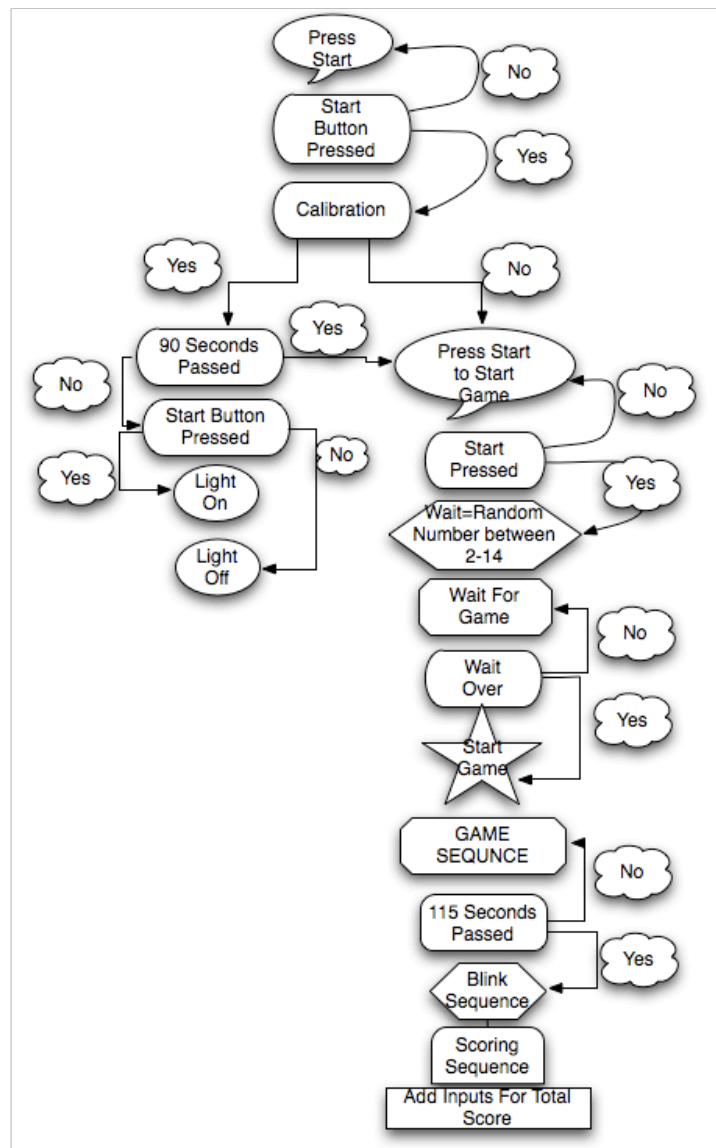 Press
Start
No
Start
Button
Pressed
Yes
Calibration
Yes
No
90 Seconds
Passed
Yes
Press Start
to Start
Game
No
No
Start Button
Pressed
Start
Pressed
Yes
No
Yes
Light
On
Wait=Random
Number between
2-14
Light
Off
Wait For
Game
No
Wait
Over
Yes
Start
Game
GAME
SEQUNCE
No
115 Seconds
Passed
Yes
Blink
Sequence
Scoring
Sequence
Add Inputs For Total
Score